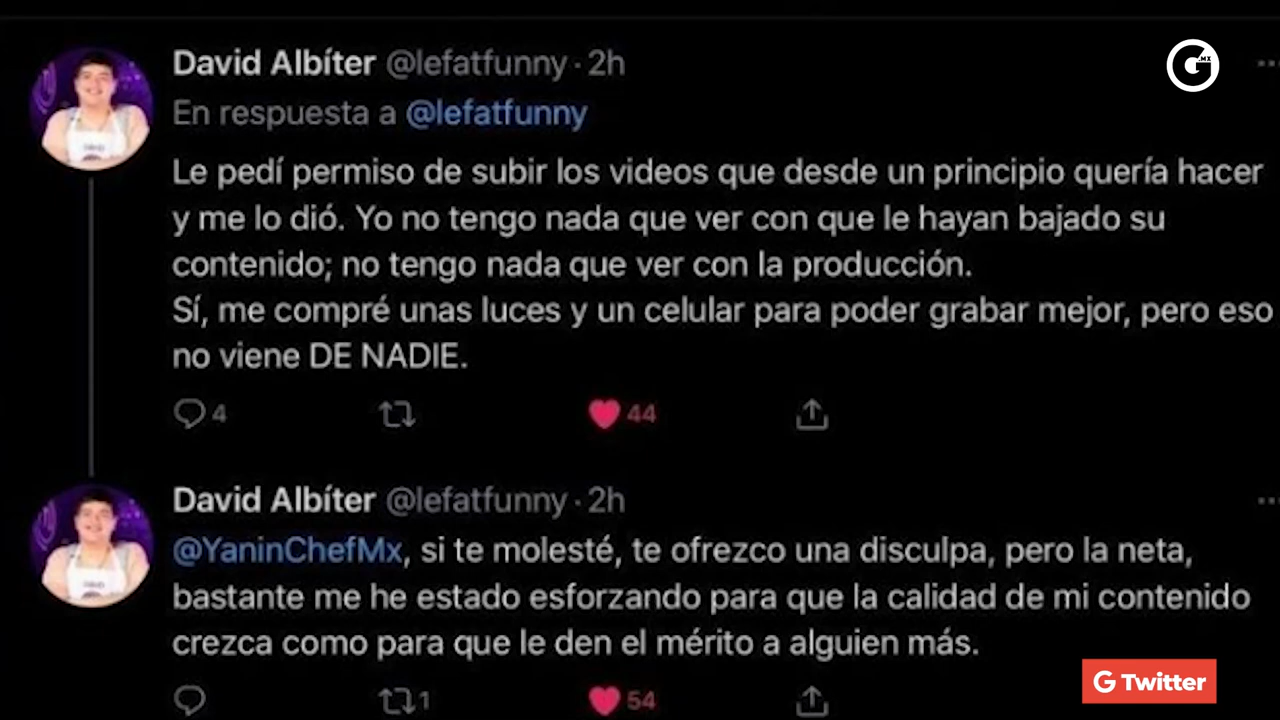 David Albíter @lefatfunny · 2h
En respuesta a @lefatfunny
Le pedí permiso de subir los videos que desde un principio quería hacer
y me lo dió. Yo no tengo nada que ver con que le hayan bajado su
contenido; no tengo nada que ver con la producción.
Sí, me compré unas luces y un celular para poder grabar mejor, pero eso
no viene DE NADIE.
4 44
David Albíter @lefatfunny · 2h
@YaninChefMx, si te molesté, te ofrezco una disculpa, pero la neta,
bastante me he estado esforzando para que la calidad de mi contenido
crezca como para que le den el mérito a alguien más.
1 54
G.MX
G Twitter